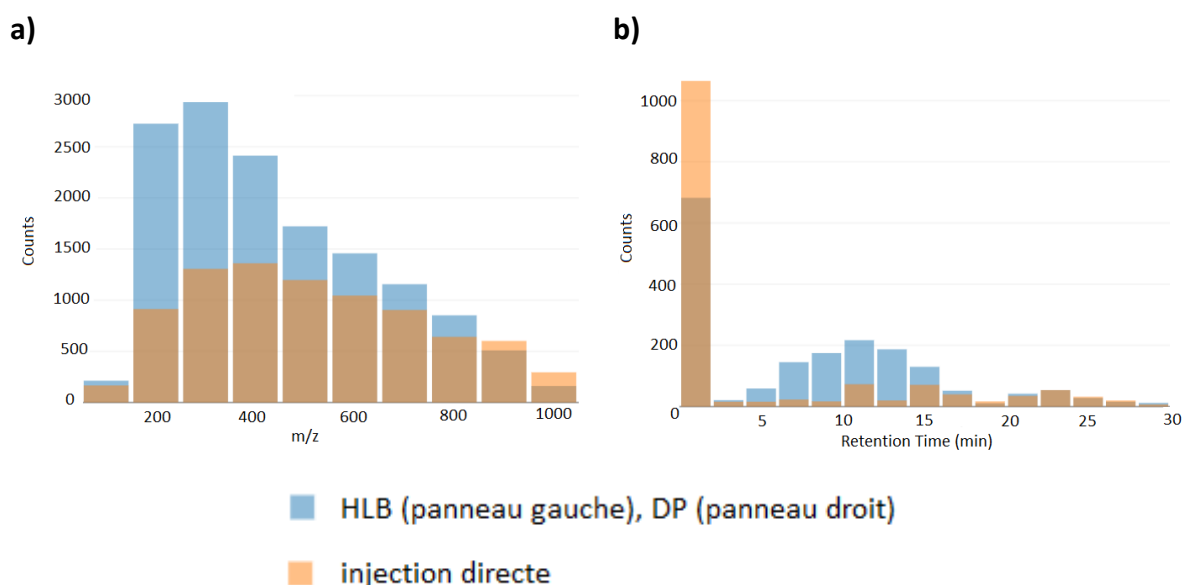 a)
3000
2500
2000
1500
1000
500
0
Counts
200 400 600 800 1000
m/z
b)
1000
800
600
400
200
0
Counts
5 10 15 20 25 30
Retention Time (min)
HLB (panneau gauche), DP (panneau droit)
injection directe